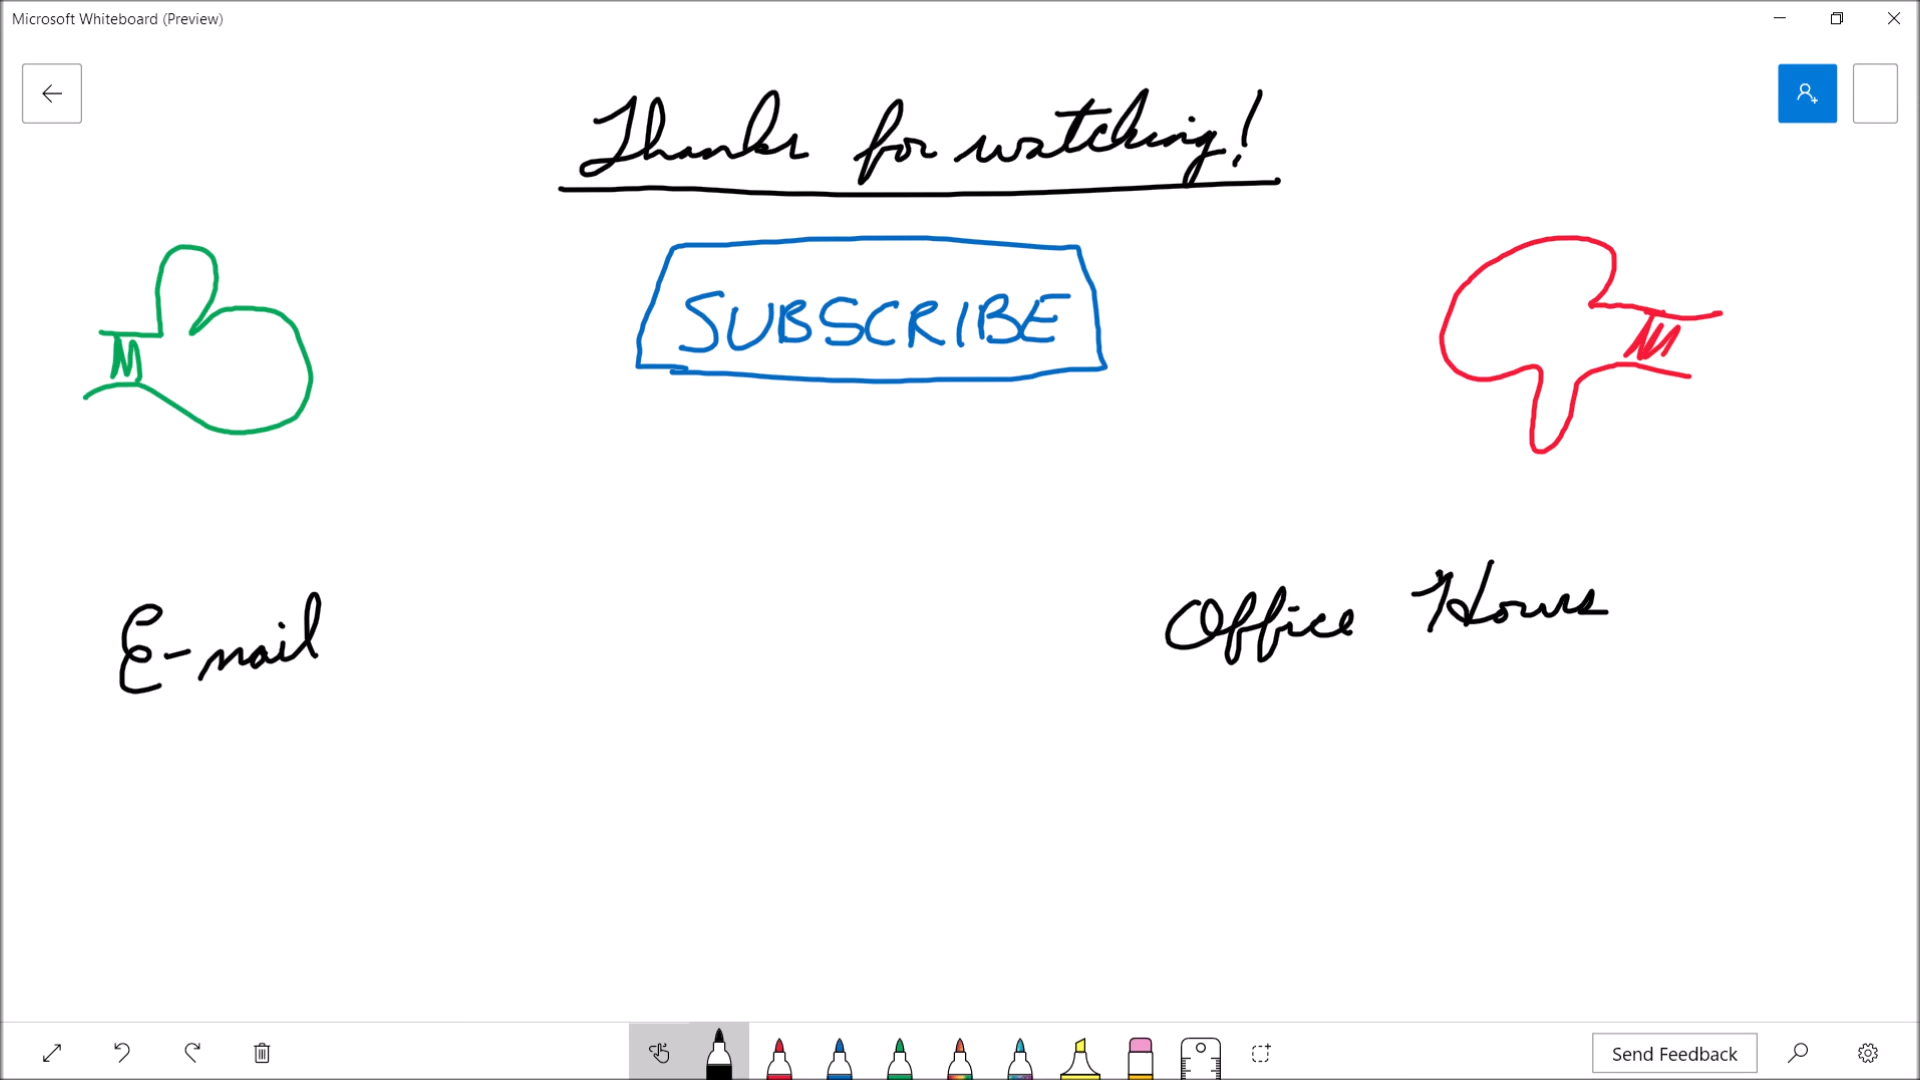 Microsoft Whiteboard (Preview)
Thanks for watching!
SUBSCRIBE
E-mail
Office Hours
Send Feedback